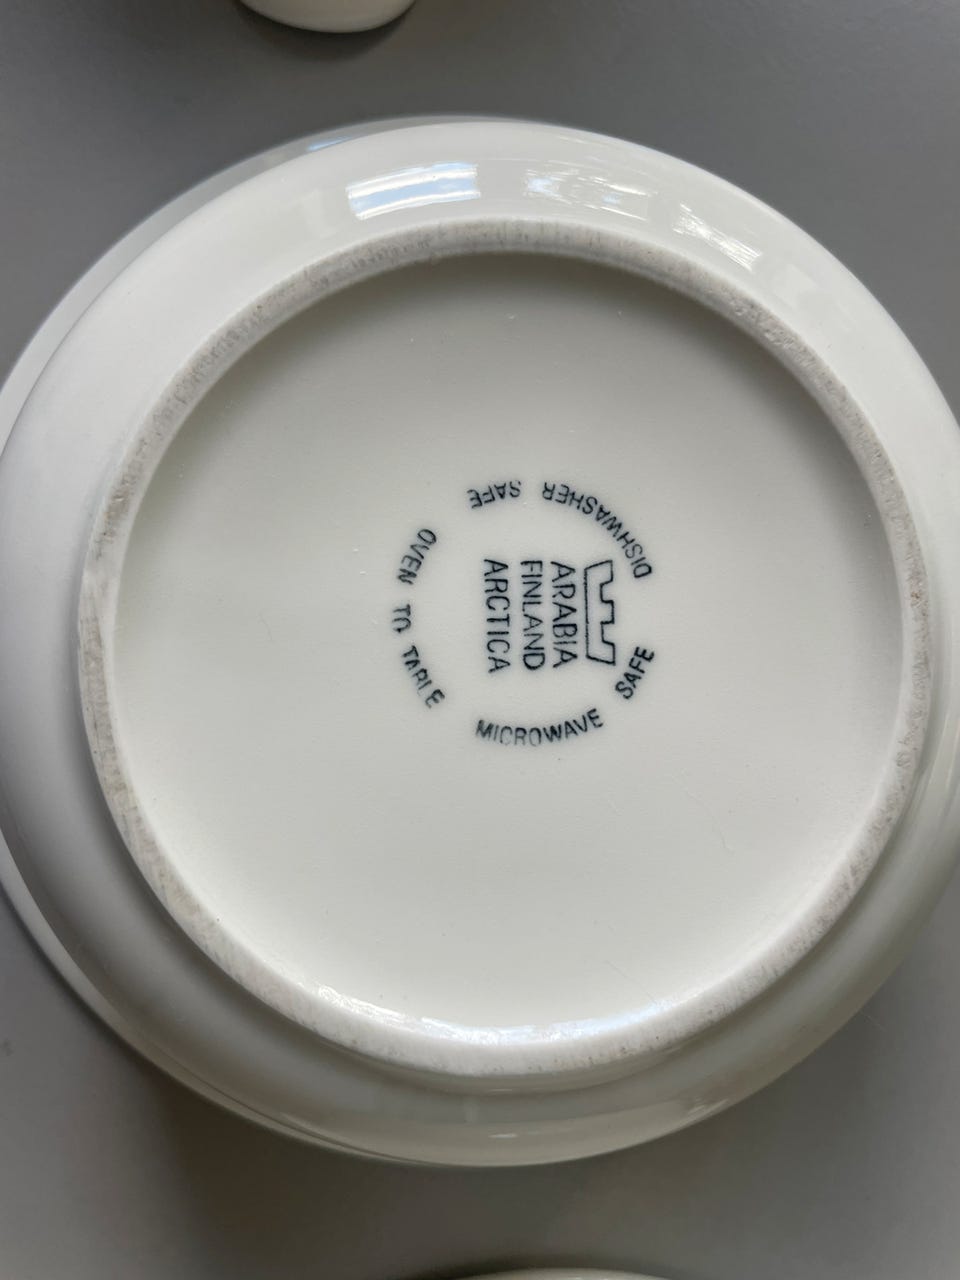 ARABIA
FINLAND
ARCTICA
DISHWASHER SAFE
OVEN TO TABLE
MICROWAVE SAFE